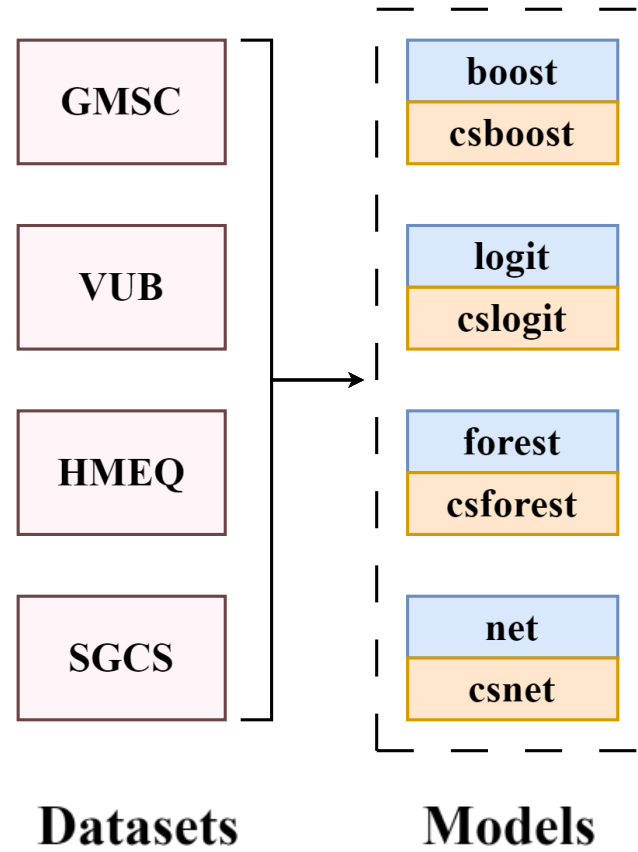 GMSC
VUB
HMEQ
SGCS
Datasets
boost
csboost
logit
cslogit
forest
csforest
net
csnet
Models